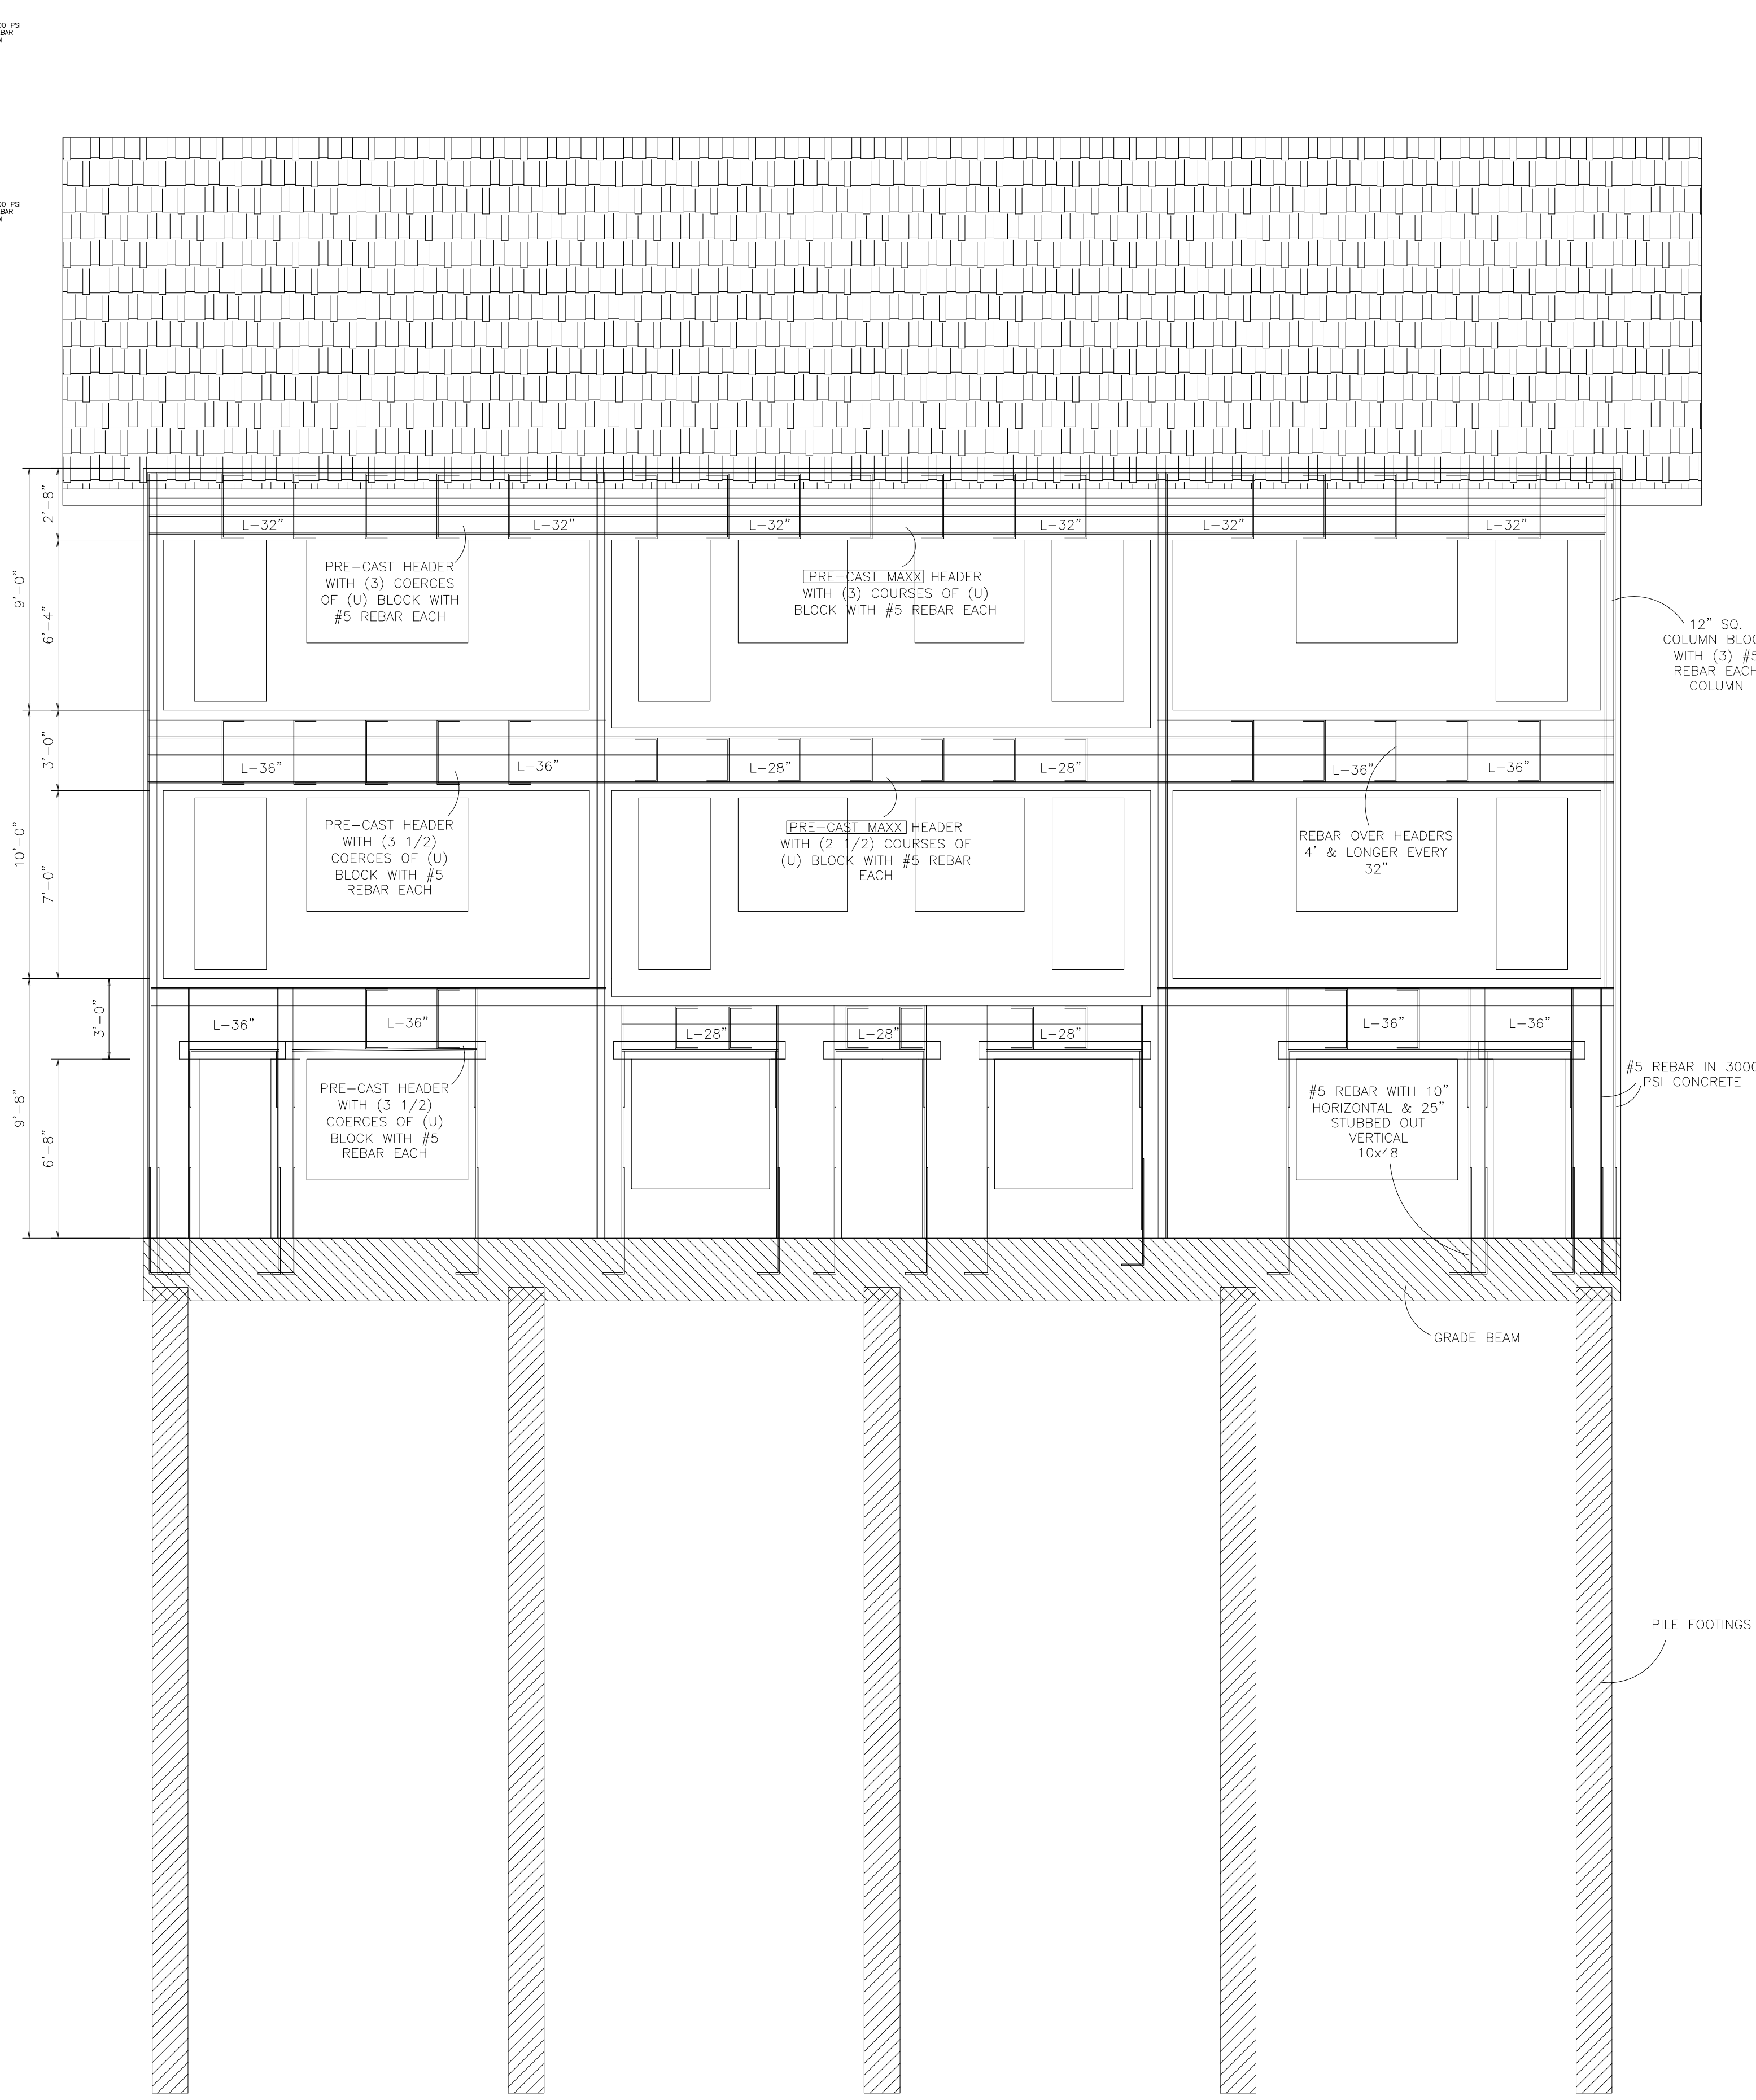 PSI
PSI
L-32"
L-32"
L-32"
L-32"
L-32"
L-32"
2'-8"
9'-0"
6'-4"
PRE-CAST HEADER
WITH (3) COERCES
OF (U) BLOCK WITH
#5 REBAR EACH
PRE-CAST MAXX HEADER
WITH (3) COURSES OF (U)
BLOCK WITH #5 REBAR EACH
12" SQ.
COLUMN
WITH (3)
REBAR
COLUMN
3'-0"
L-36"
L-36"
L-28"
L-28"
L-36"
L-36"
10'-0"
7'-0"
PRE-CAST HEADER
WITH (3 1/2)
COERCES OF (U)
BLOCK WITH #5
REBAR EACH
PRE-CAST MAXX HEADER
WITH (2 1/2) COURSES OF
(U) BLOCK WITH #5 REBAR
EACH
REBAR OVER HEADERS
4' & LONGER EVERY
32"
3'-0"
L-36"
L-36"
L-28"
L-28"
L-28"
L-36"
L-36"
9'-8"
6'-8"
PRE-CAST HEADER
WITH (3 1/2)
COERCES OF (U)
BLOCK WITH #5
REBAR EACH
#5 REBAR WITH 10"
HORIZONTAL & 25"
STUBBED OUT
VERTICAL
10x48
#5 REBAR IN 3000
PSI CONCRETE
GRADE BEAM
PILE FOOTINGS